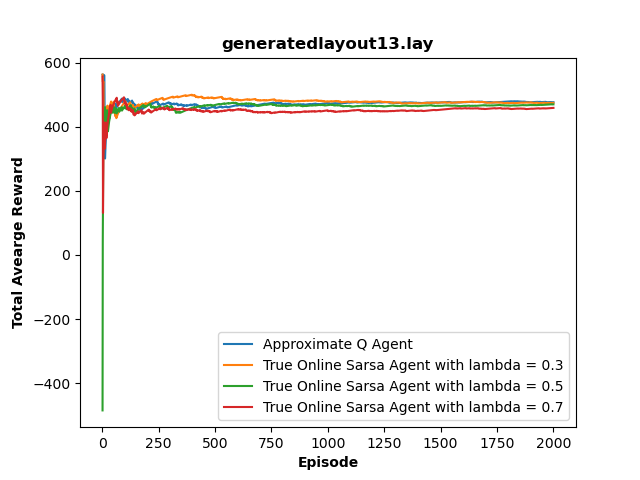 generatedlayout13.lay
600
400
200
0
−200
−400
Total Avearge Reward
0 250 500 750 1000 1250 1500 1750 2000
Episode
Approximate Q Agent
True Online Sarsa Agent with lambda = 0.3
True Online Sarsa Agent with lambda = 0.5
True Online Sarsa Agent with lambda = 0.7